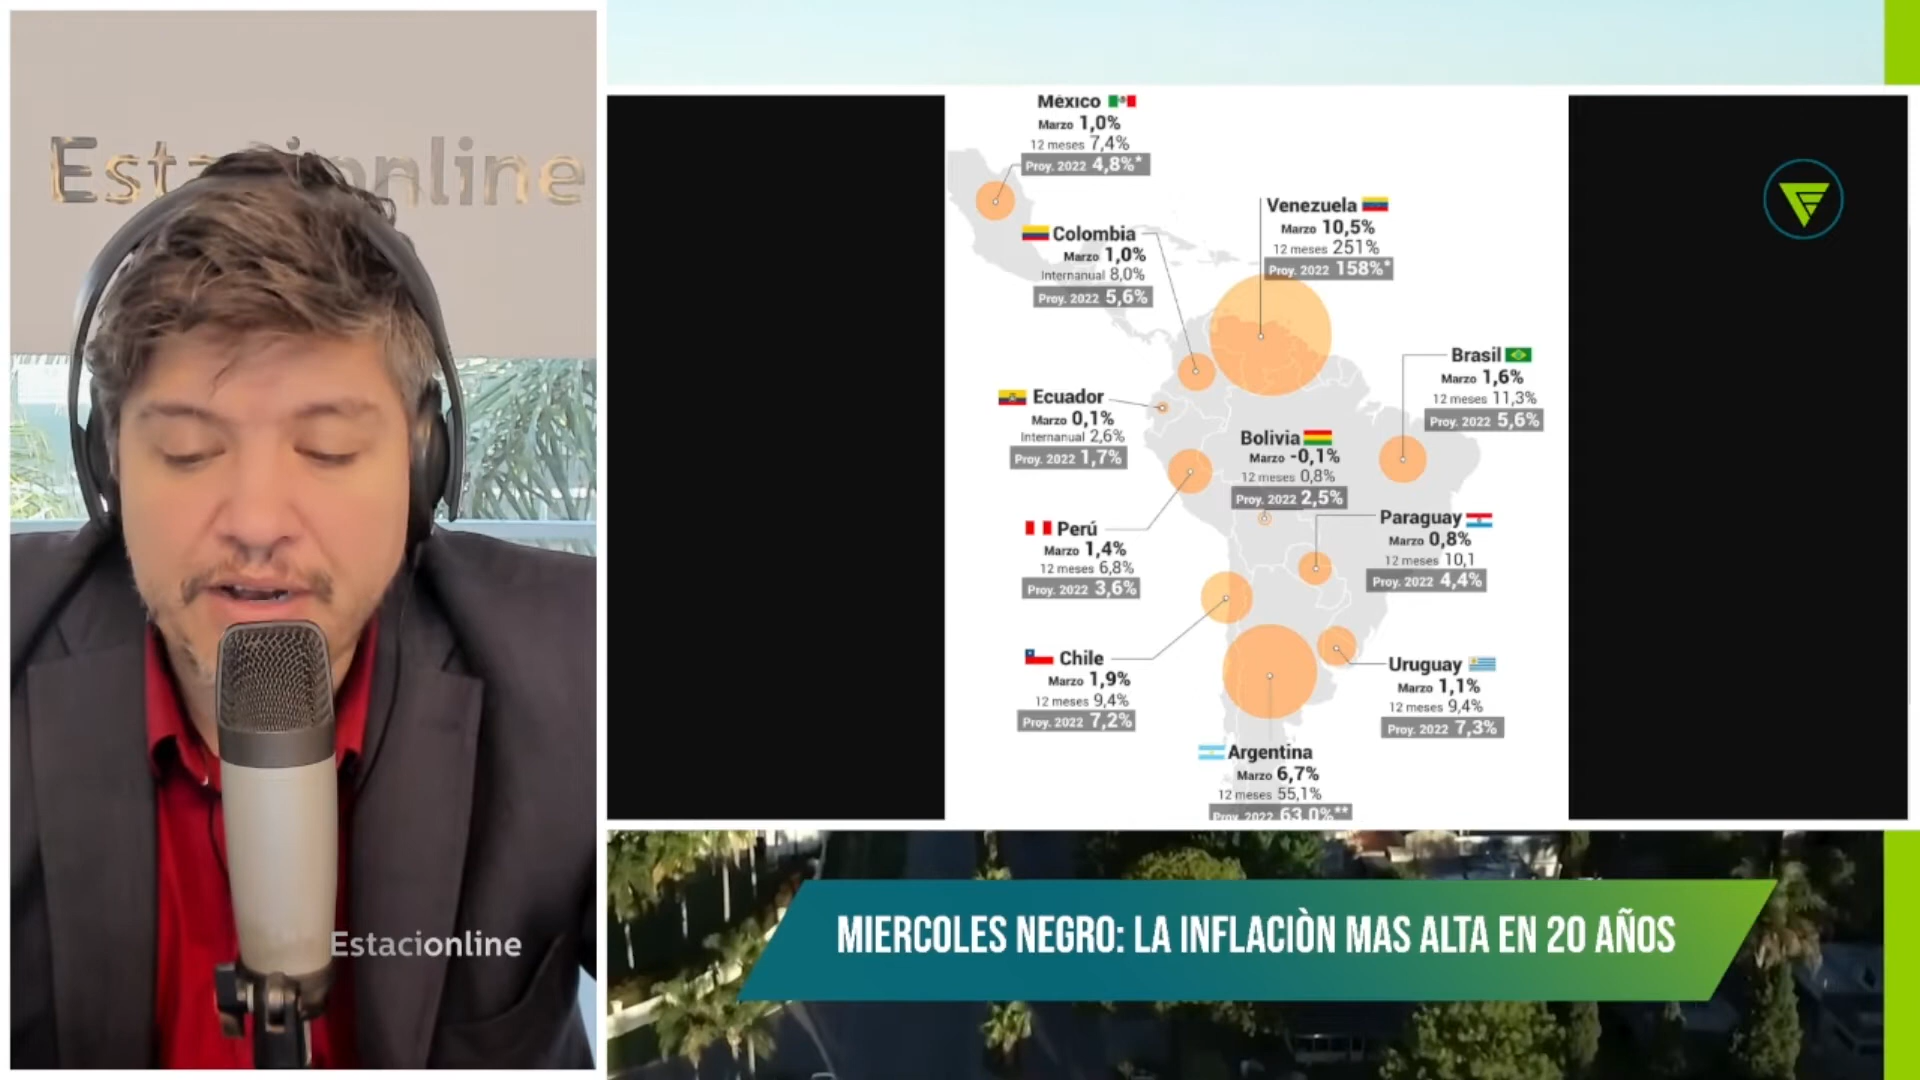 Estacionline
Estacionline
México
Marzo 1,0%
12 meses 7,4%
Proy. 2022 4,8%*
Venezuela
Marzo 10,5%
12 meses 251%
Proy. 2022 158%*
Colombia
Marzo 1,0%
Internanual 8,0%
Proy. 2022 5,6%
Brasil
Marzo 1,6%
12 meses 11,3%
Proy. 2022 5,6%
Ecuador
Marzo 0,1%
Internanual 2,6%
Proy. 2022 1,7%
Bolivia
Marzo -0,1%
12 meses 0,8%
Proy. 2022 2,5%
Paraguay
Marzo 0,8%
12 meses 10,1
Proy. 2022 4,4%
Perú
Marzo 1,4%
12 meses 6,8%
Proy. 2022 3,6%
Chile
Marzo 1,9%
12 meses 9,4%
Proy. 2022 7,2%
Uruguay
Marzo 1,1%
12 meses 9,4%
Proy. 2022 7,3%
Argentina
Marzo 6,7%
12 meses 55,1%
Proy. 2022 63,0%**
MIERCOLES NEGRO: LA INFLACIÒN MAS ALTA EN 20 AÑOS